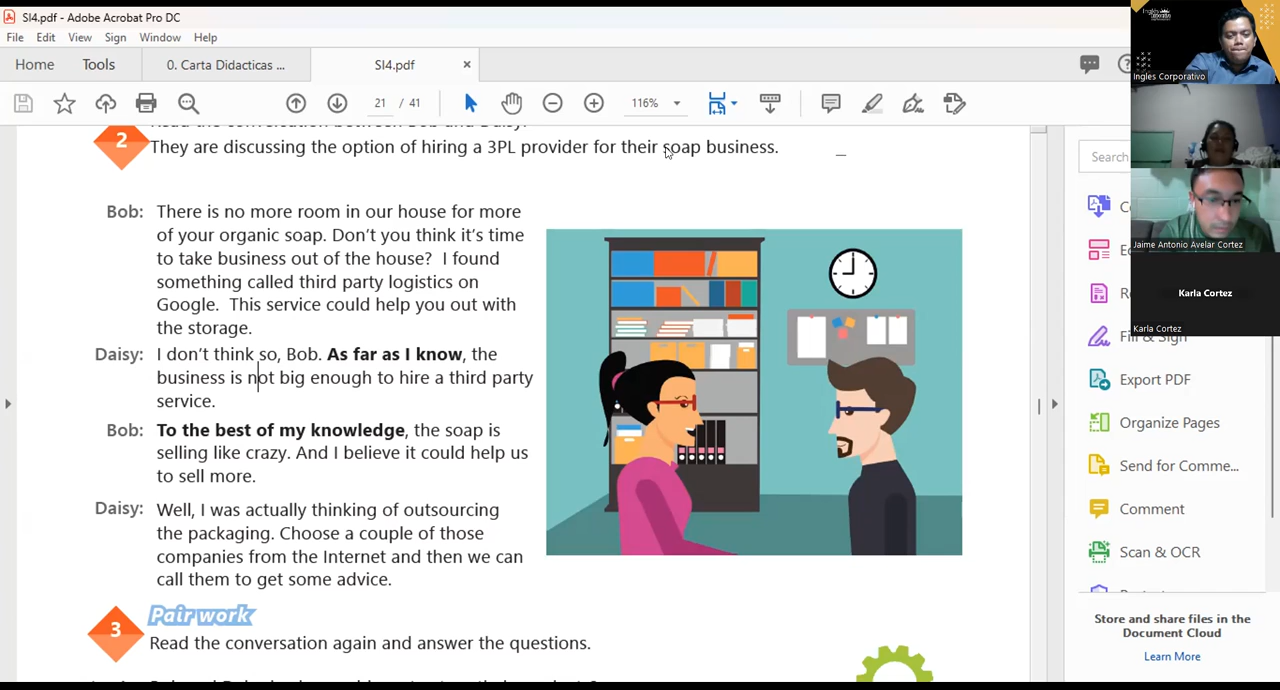 SI4.pdf - Adobe Acrobat Pro DC
File Edit View Sign Window Help
Home Tools 0. Carta Didacticas ... SI4.pdf ×
21 / 41 116%
2
They are discussing the option of hiring a 3PL provider for their soap business.
Bob: There is no more room in our house for more
of your organic soap. Don't you think it's time
to take business out of the house? I found
something called third party logistics on
Google. This service could help you out with
the storage.
Daisy: I don't think so, Bob. As far as I know, the
business is not big enough to hire a third party
service.
Bob: To the best of my knowledge, the soap is
selling like crazy. And I believe it could help us
to sell more.
Daisy: Well, I was actually thinking of outsourcing
the packaging. Choose a couple of those
companies from the Internet and then we can
call them to get some advice.
3 Pair work
Read the conversation again and answer the questions.
Search
Fill & Sign
Export PDF
Organize Pages
Send for Comme...
Comment
Scan & OCR
Store and share files in the
Document Cloud
Learn More
Ingles Corporativo
Jaime Antonio Avelar Cortez
Karla Cortez
Karla Cortez